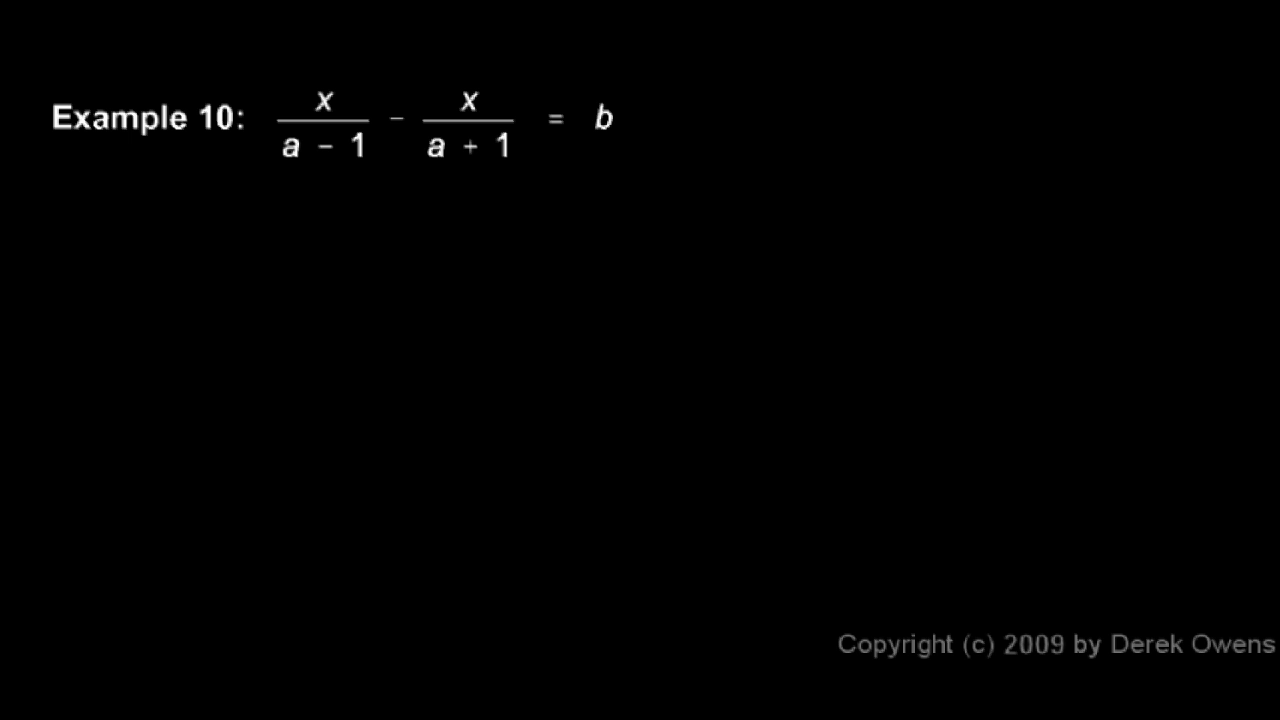 Example 10: x/(a − 1) − x/(a + 1) = b
Copyright (c) 2009 by Derek Owens